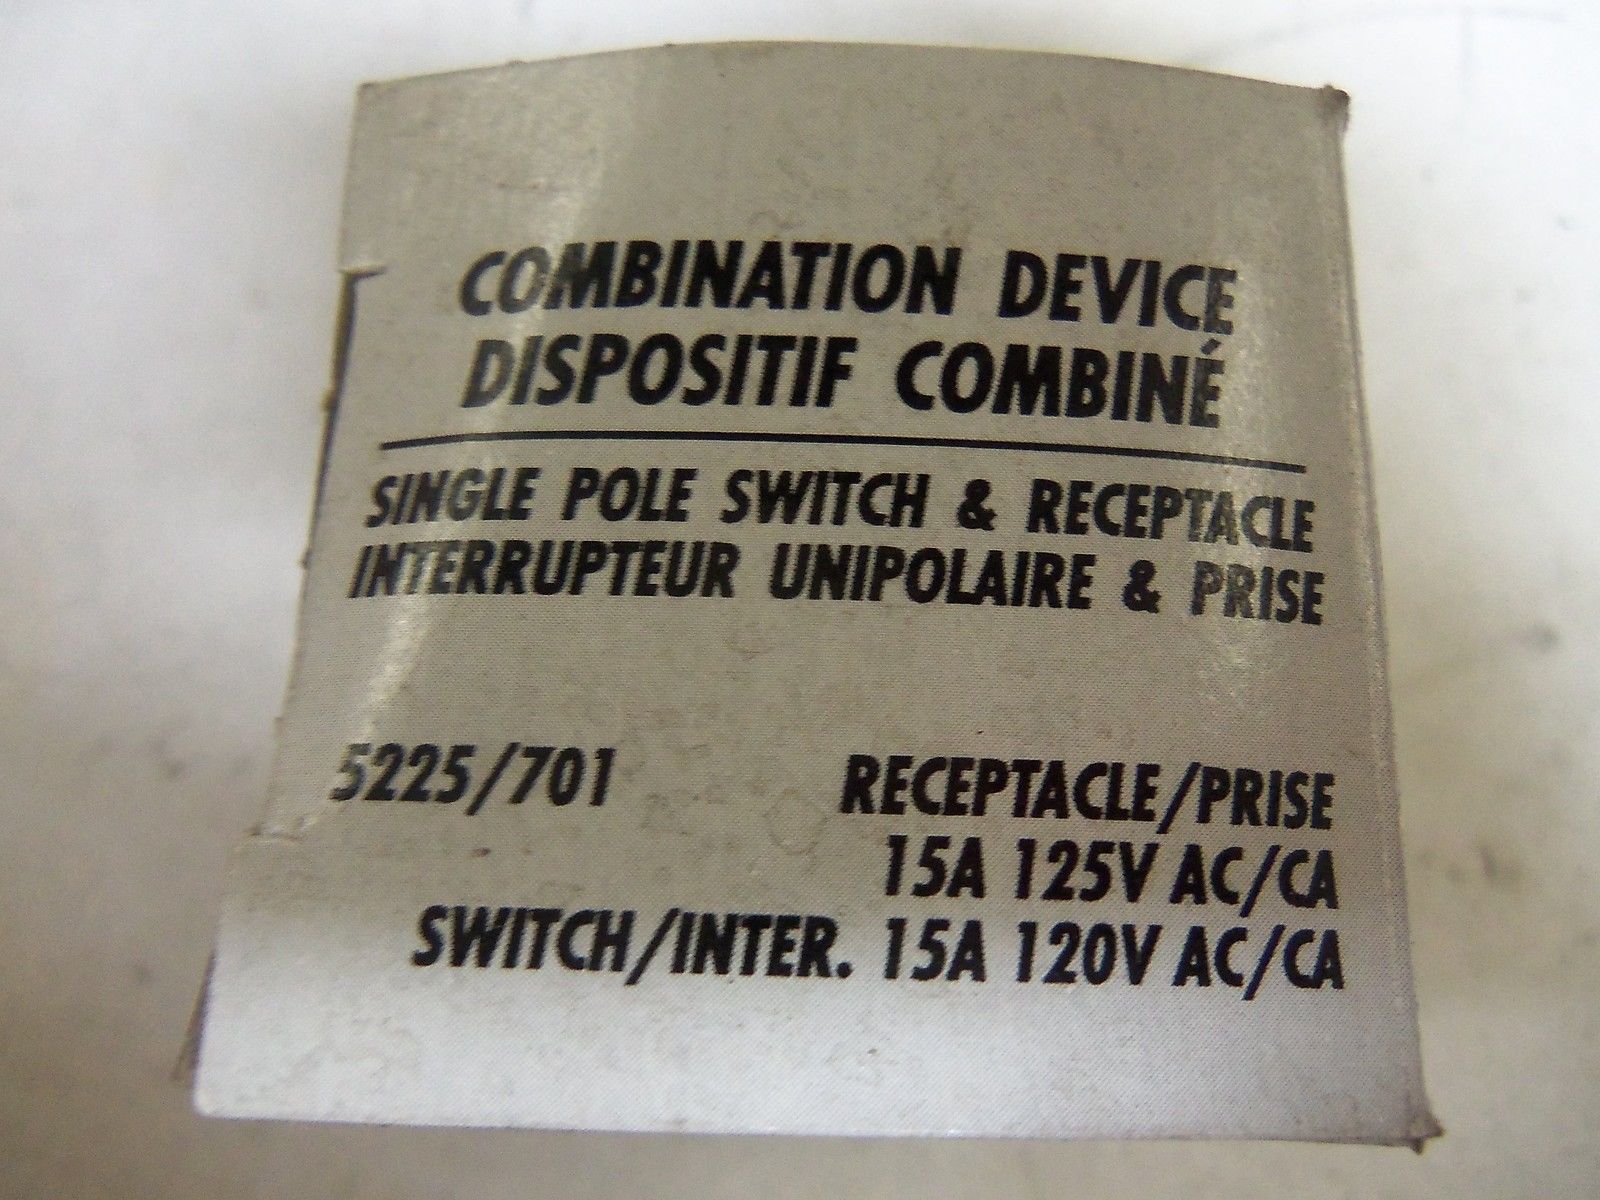 COMBINATION DEVICE
DISPOSITIF COMBINÉ
SINGLE POLE SWITCH & RECEPTACLE
INTERRUPTEUR UNIPOLAIRE & PRISE
5225/701 RECEPTACLE/PRISE
15A 125V AC/CA
SWITCH/INTER. 15A 120V AC/CA